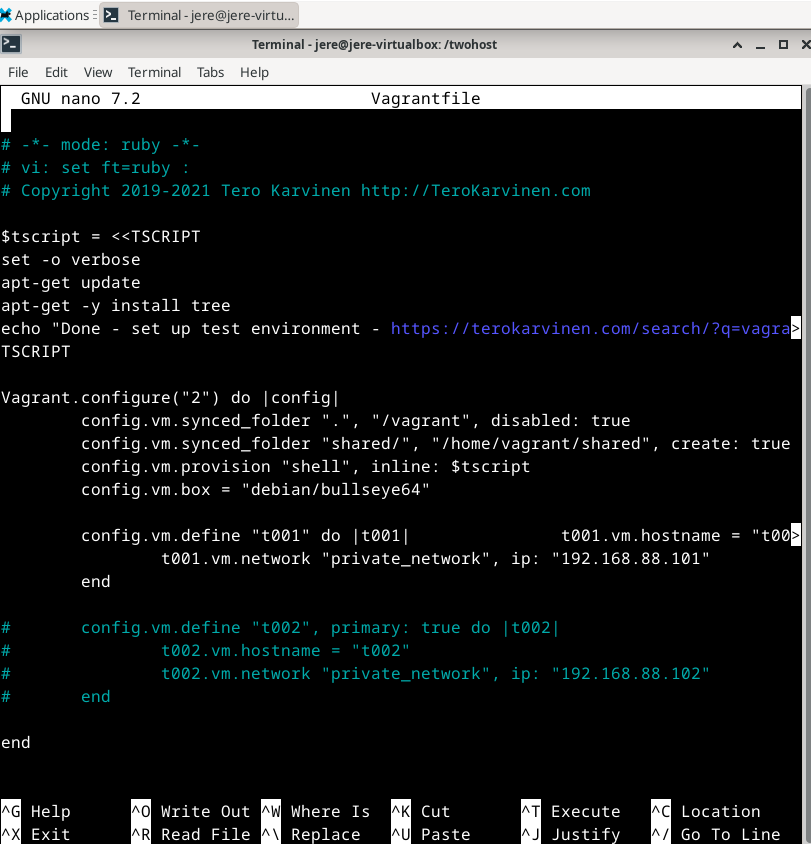 Applications
Terminal - jere@jere-virtu...
Terminal - jere@jere-virtualbox: /twohost
File Edit View Terminal Tabs Help
GNU nano 7.2 Vagrantfile
# -*- mode: ruby -*-
# vi: set ft=ruby :
# Copyright 2019-2021 Tero Karvinen http://TeroKarvinen.com
$tscript = <<TSCRIPT
set -o verbose
apt-get update
apt-get -y install tree
echo "Done - set up test environment - https://terokarvinen.com/search/?q=vagra>
TSCRIPT
Vagrant.configure("2") do |config|
        config.vm.synced_folder ".", "/vagrant", disabled: true
        config.vm.synced_folder "shared/", "/home/vagrant/shared", create: true
        config.vm.provision "shell", inline: $tscript
        config.vm.box = "debian/bullseye64"
        config.vm.define "t001" do |t001|               t001.vm.hostname = "t00>
                t001.vm.network "private_network", ip: "192.168.88.101"
        end
#       config.vm.define "t002", primary: true do |t002|
#               t002.vm.hostname = "t002"
#               t002.vm.network "private_network", ip: "192.168.88.102"
#       end
end
^G Help ^O Write Out ^W Where Is ^K Cut ^T Execute ^C Location
^X Exit ^R Read File ^\ Replace ^U Paste ^J Justify ^/ Go To Line